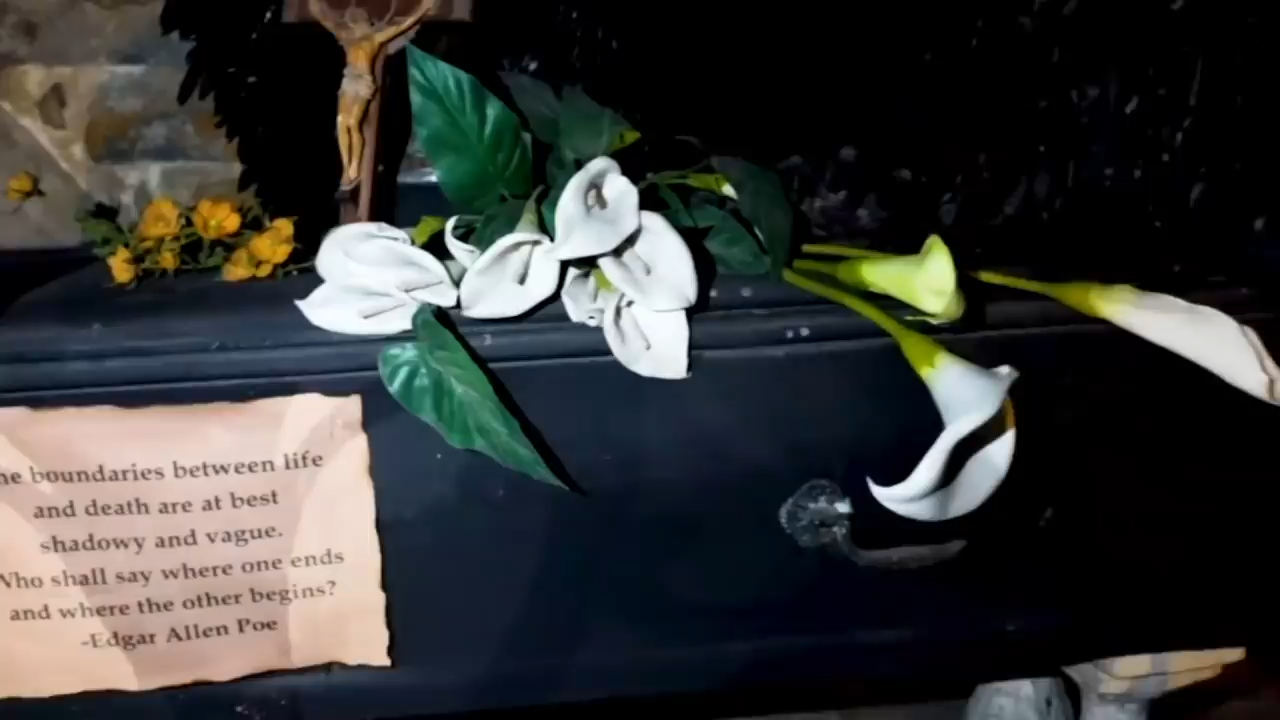 he boundaries between life
and death are at best
shadowy and vague.
Who shall say where one ends
and where the other begins?
-Edgar Allen Poe